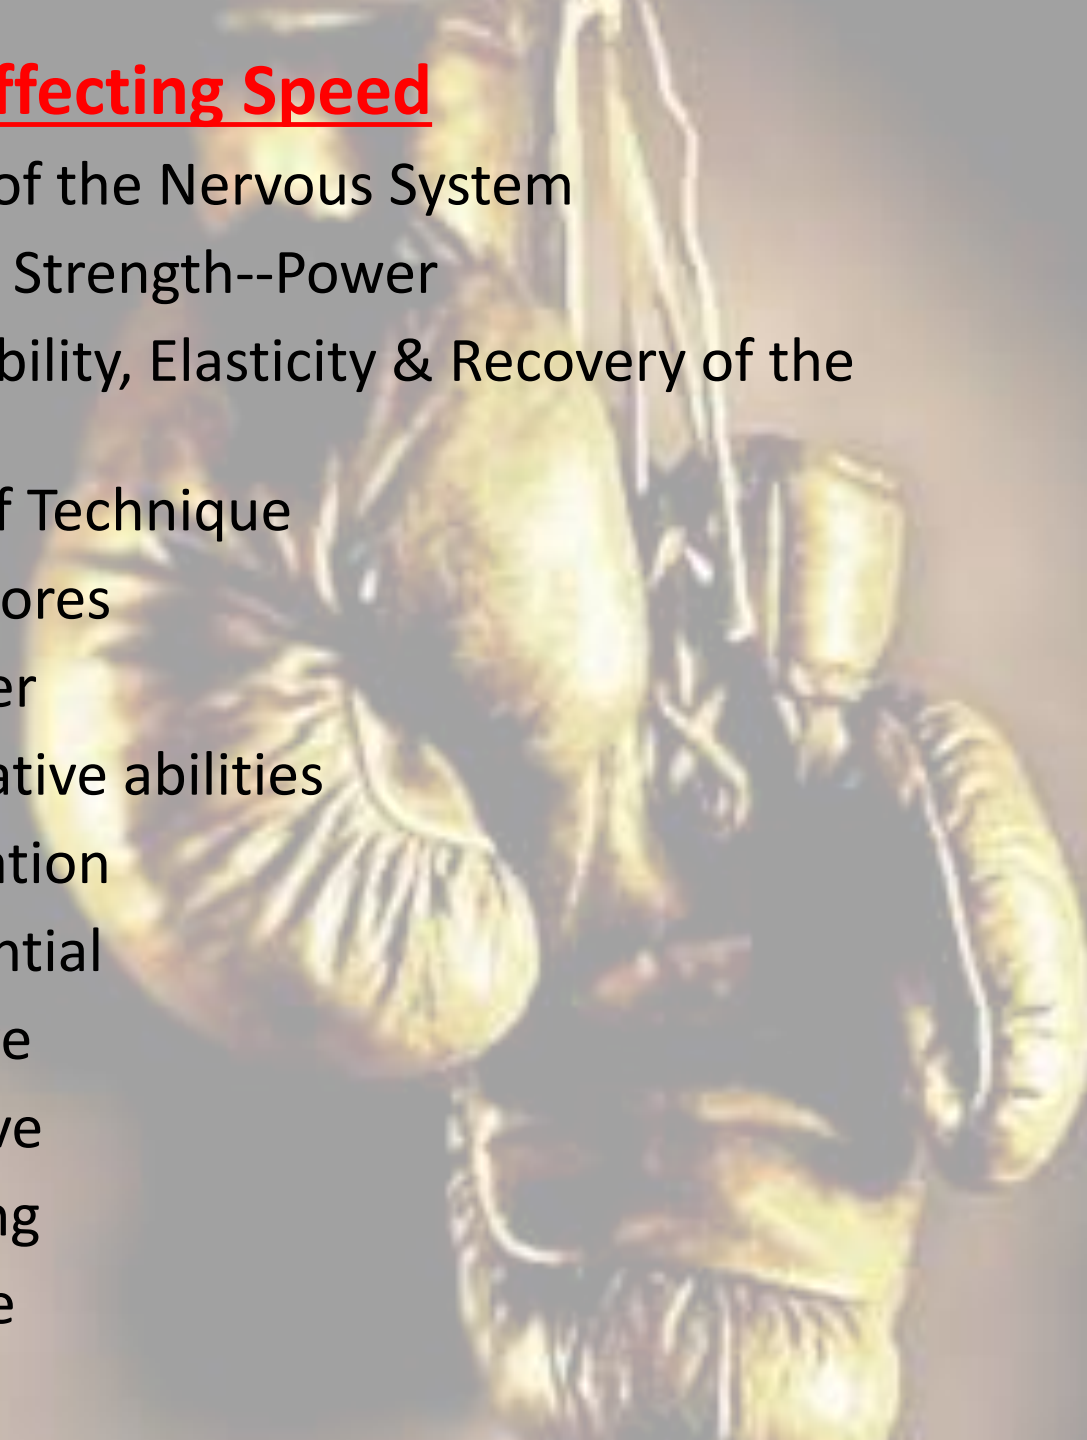 ffecting Speed
of the Nervous System
Strength--Power
bility, Elasticity & Recovery of the
f Technique
ores
er
ative abilities
ation
ntial
e
ve
ng
e